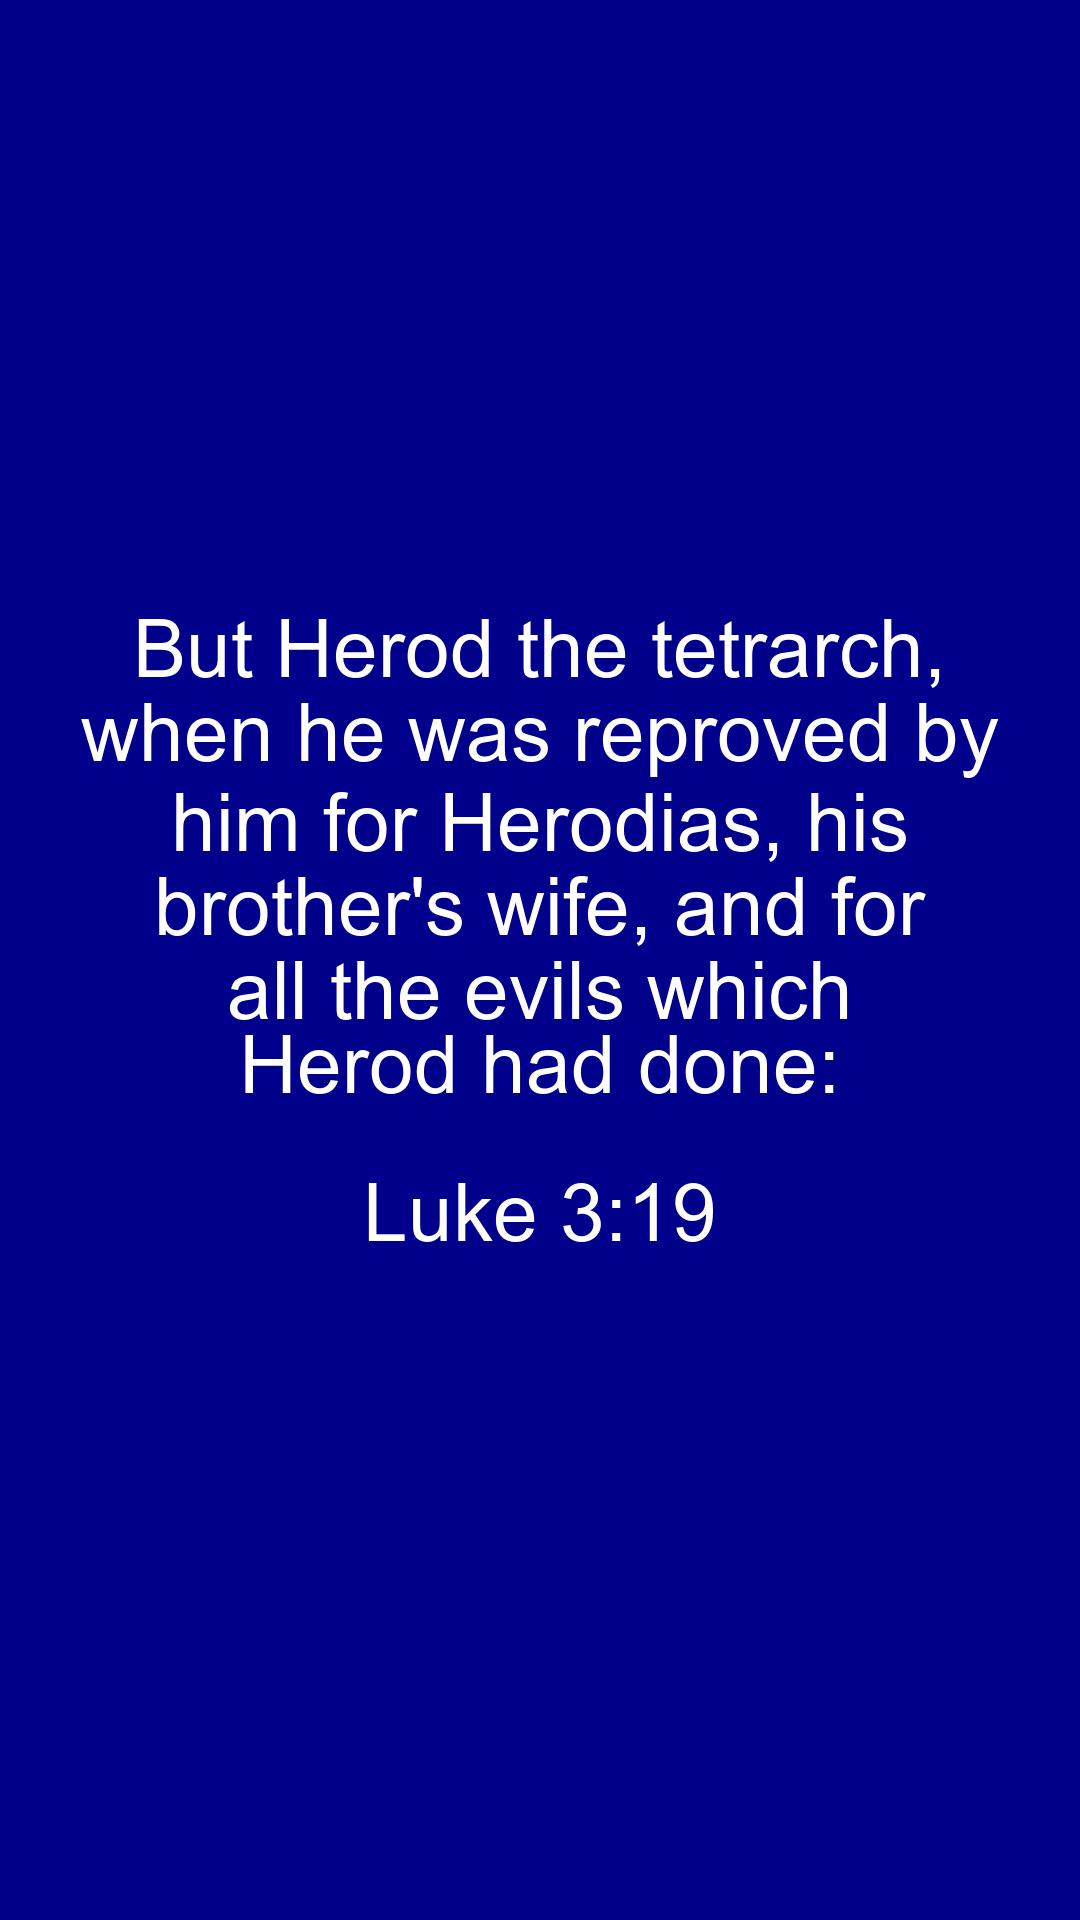 But Herod the tetrarch,
when he was reproved by
him for Herodias, his
brother's wife, and for
all the evils which
Herod had done:
Luke 3:19